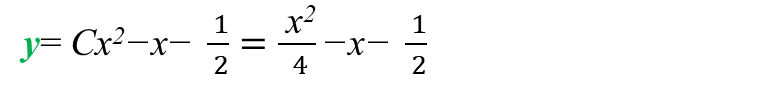 y= Cx²−x− 1/2 = x²/4 −x− 1/2